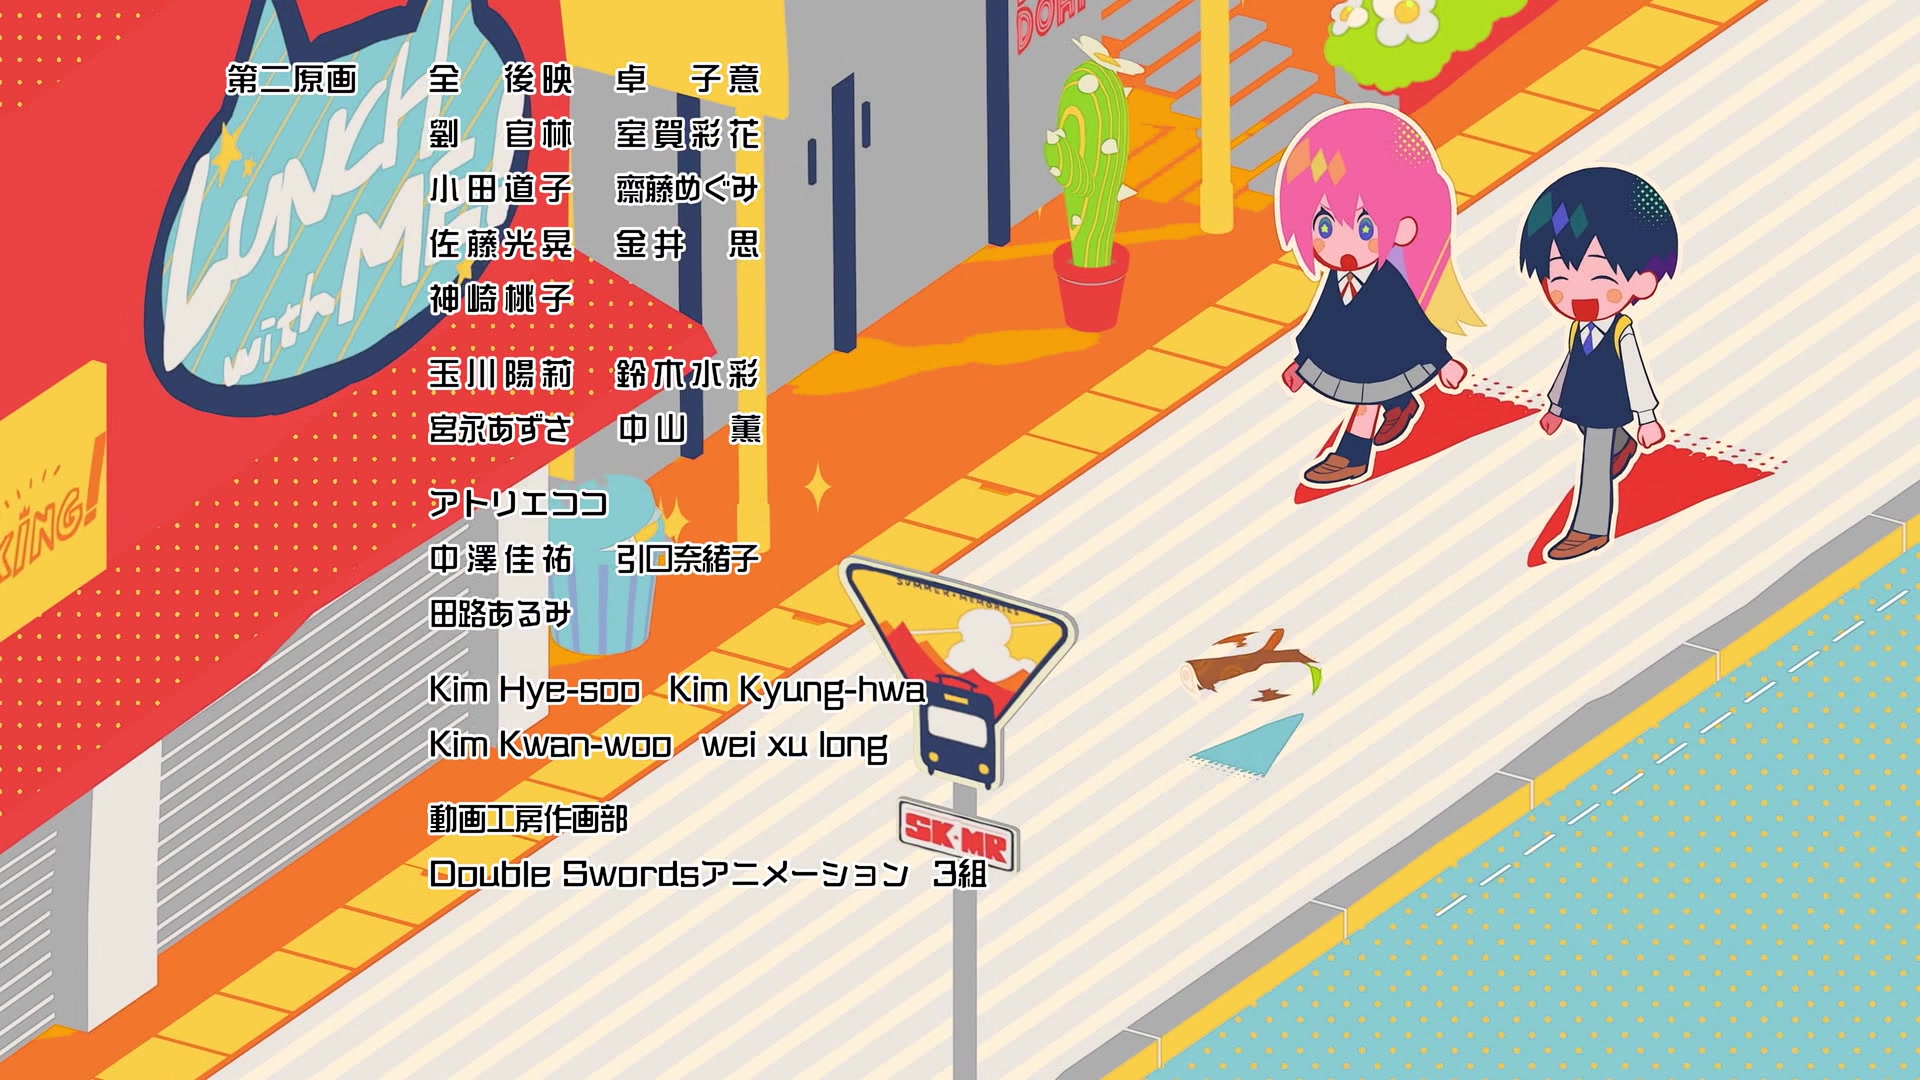 第二原画 全 後映 卓 子意
劉 官林 室賀彩花
小田道子 齋藤めぐみ
佐藤光晃 金井 思
神崎桃子
玉川陽莉 鈴木水彩
宮永あずさ 中山 薫
アトリエココ
中澤佳祐 引口奈緒子
田路あるみ
Kim Hye-soo Kim Kyung-hwa
Kim Kwan-woo wei xu long
動画工房作画部
Double Swordsアニメーション 3組
LUNCH
with ME!
KING!
SUMMER MEMORIES
SK・MR